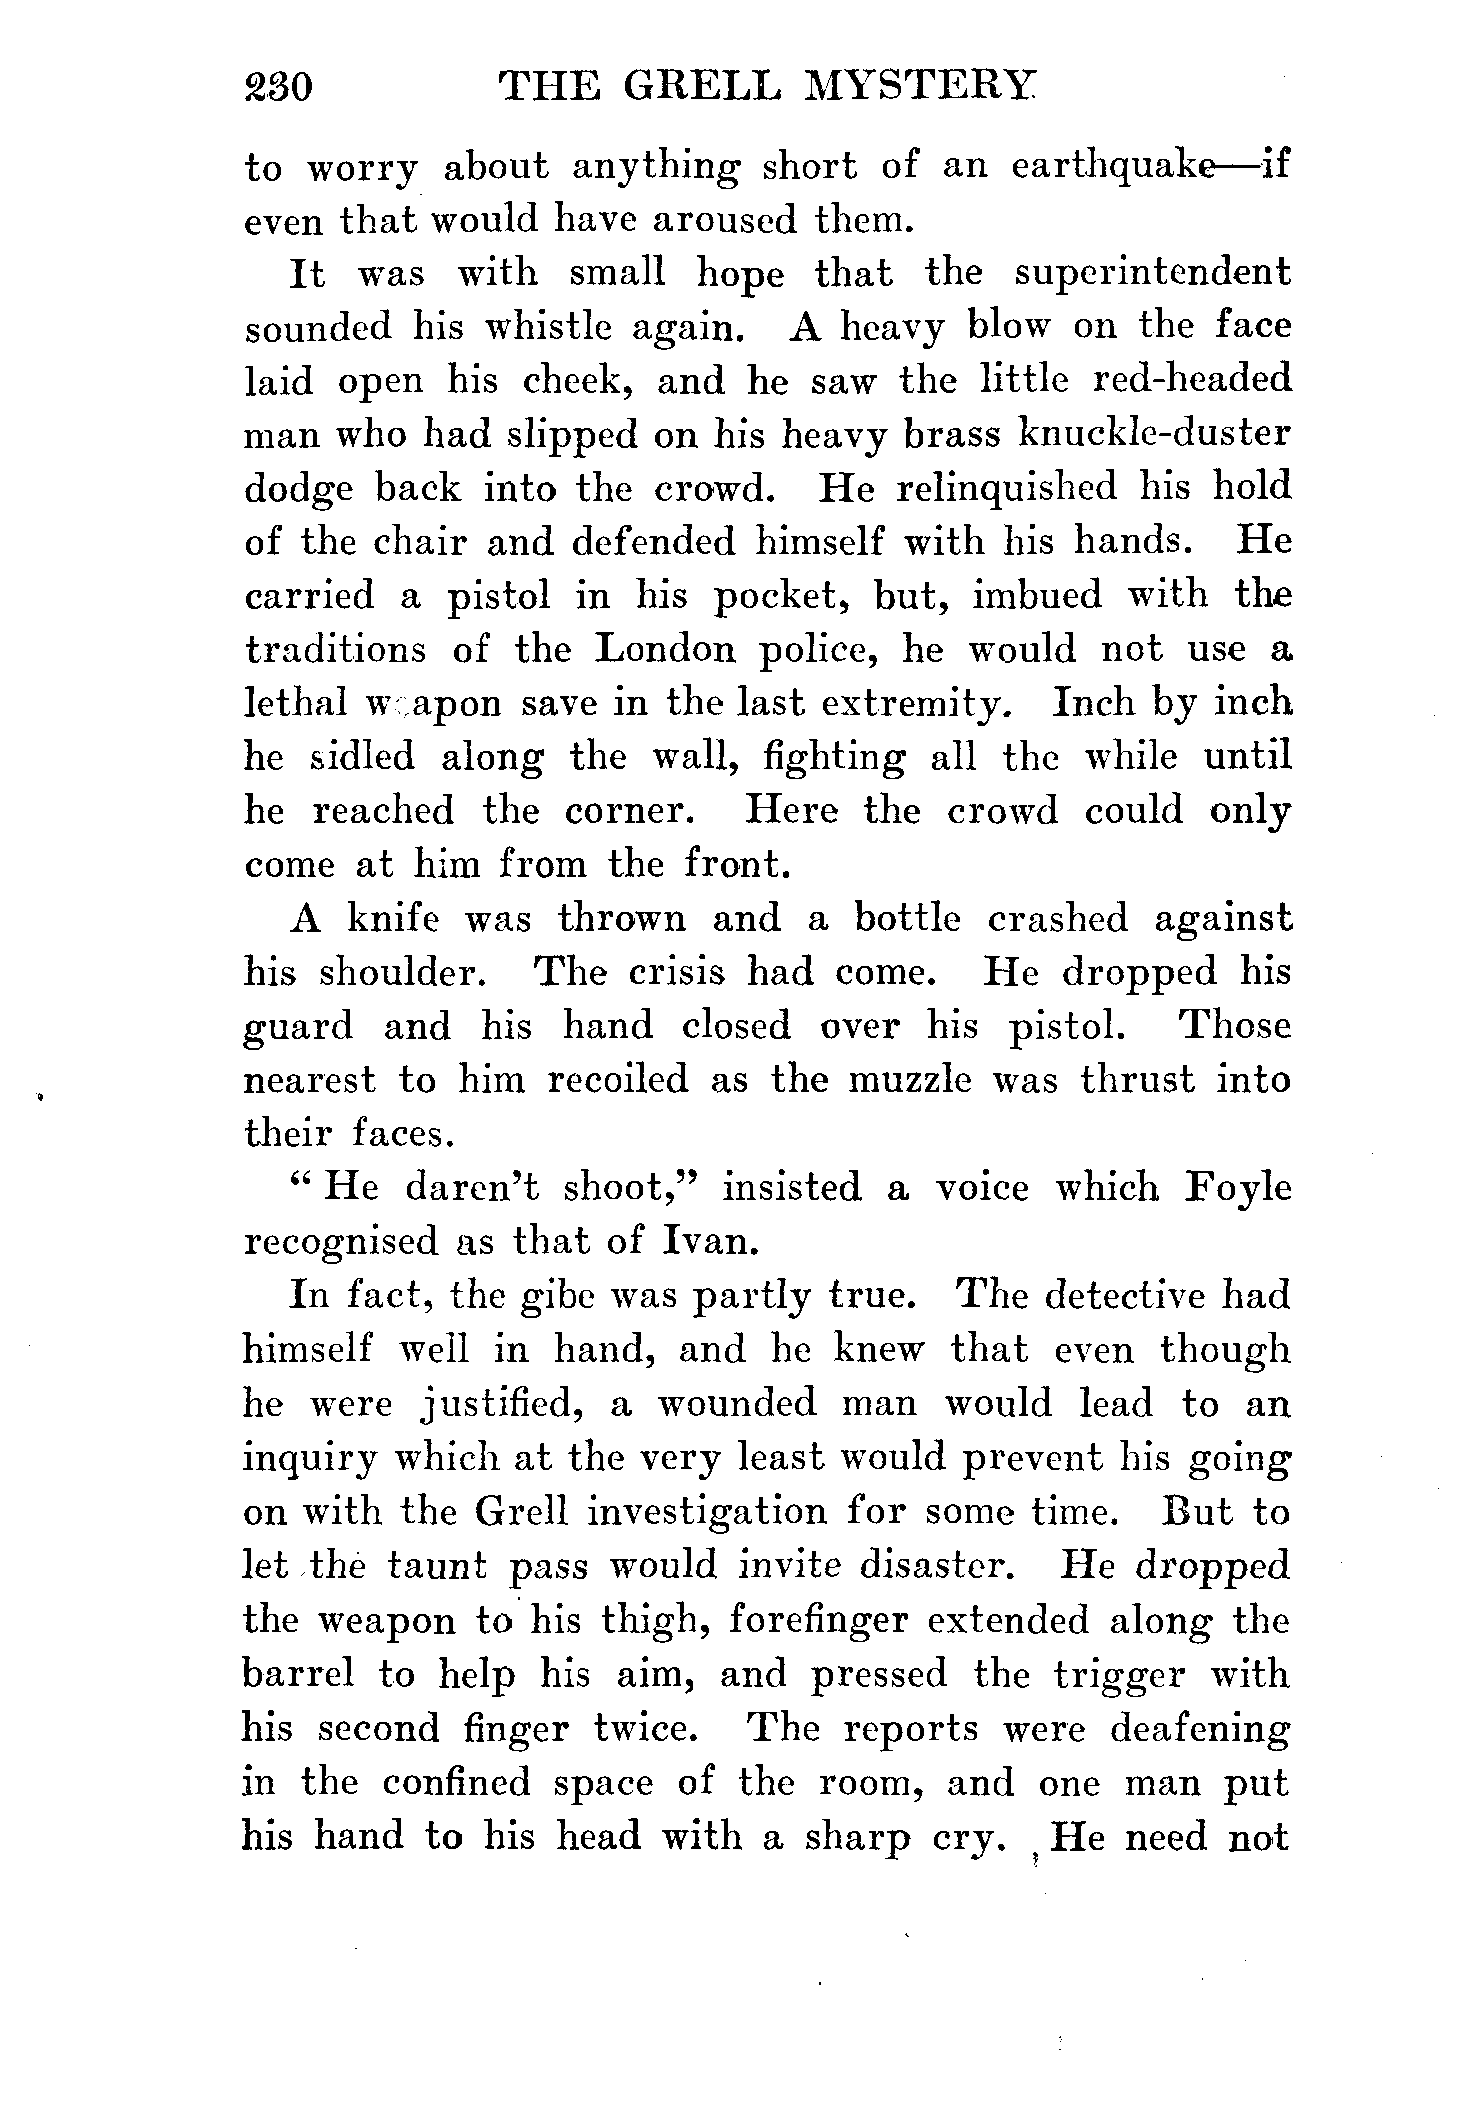 230 THE GRELL MYSTERY
to worry about anything short of an earthquake—if
even that would have aroused them.
It was with small hope that the superintendent
sounded his whistle again. A heavy blow on the face
laid open his cheek, and he saw the little red-headed
man who had slipped on his heavy brass knuckle-duster
dodge back into the crowd. He relinquished his hold
of the chair and defended himself with his hands. He
carried a pistol in his pocket, but, imbued with the
traditions of the London police, he would not use a
lethal weapon save in the last extremity. Inch by inch
he sidled along the wall, fighting all the while until
he reached the corner. Here the crowd could only
come at him from the front.
A knife was thrown and a bottle crashed against
his shoulder. The crisis had come. He dropped his
guard and his hand closed over his pistol. Those
nearest to him recoiled as the muzzle was thrust into
their faces.
“ He daren’t shoot,” insisted a voice which Foyle
recognised as that of Ivan.
In fact, the gibe was partly true. The detective had
himself well in hand, and he knew that even though
he were justified, a wounded man would lead to an
inquiry which at the very least would prevent his going
on with the Grell investigation for some time. But to
let the taunt pass would invite disaster. He dropped
the weapon to his thigh, forefinger extended along the
barrel to help his aim, and pressed the trigger with
his second finger twice. The reports were deafening
in the confined space of the room, and one man put
his hand to his head with a sharp cry. He need not